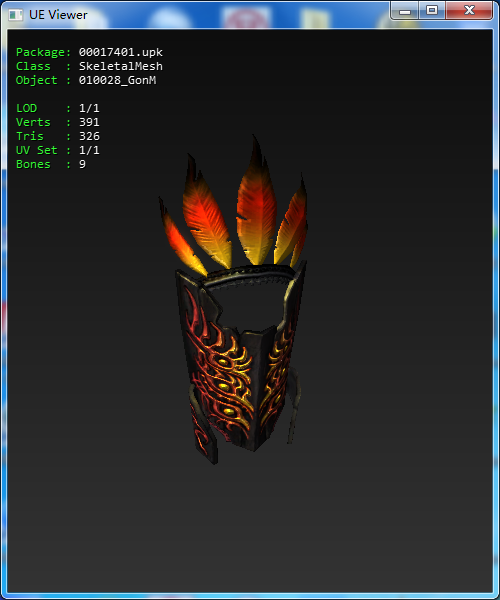 UE Viewer
Package: 00017401.upk
Class : SkeletalMesh
Object : 010028_GonM
LOD : 1/1
Verts : 391
Tris : 326
UV Set : 1/1
Bones : 9